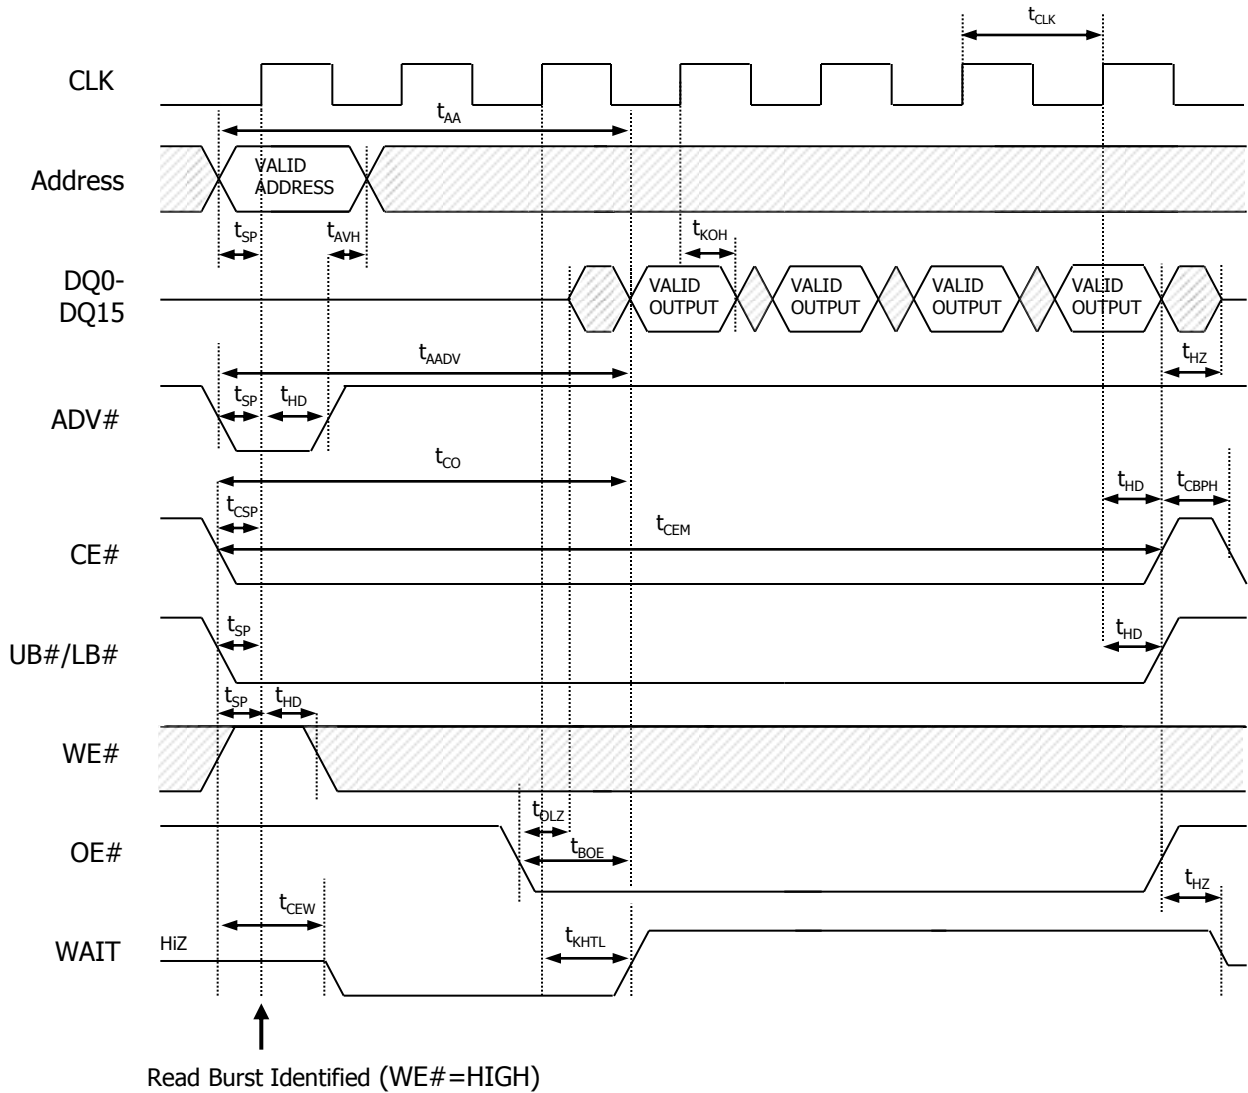 tCLK
CLK
tAA
Address
VALID
ADDRESS
tSP
tAVH
tKOH
DQ0-
DQ15
VALID
OUTPUT
VALID
OUTPUT
VALID
OUTPUT
VALID
OUTPUT
tAADV
tHZ
ADV#
tSP
tHD
tCO
tCSP
tHD
tCBPH
CE#
tCEM
UB#/LB#
tSP
tHD
tSP
tHD
WE#
tOLZ
OE#
tBOE
tHZ
tCEW
WAIT
HiZ
tKHTL
Read Burst Identified (WE#=HIGH)